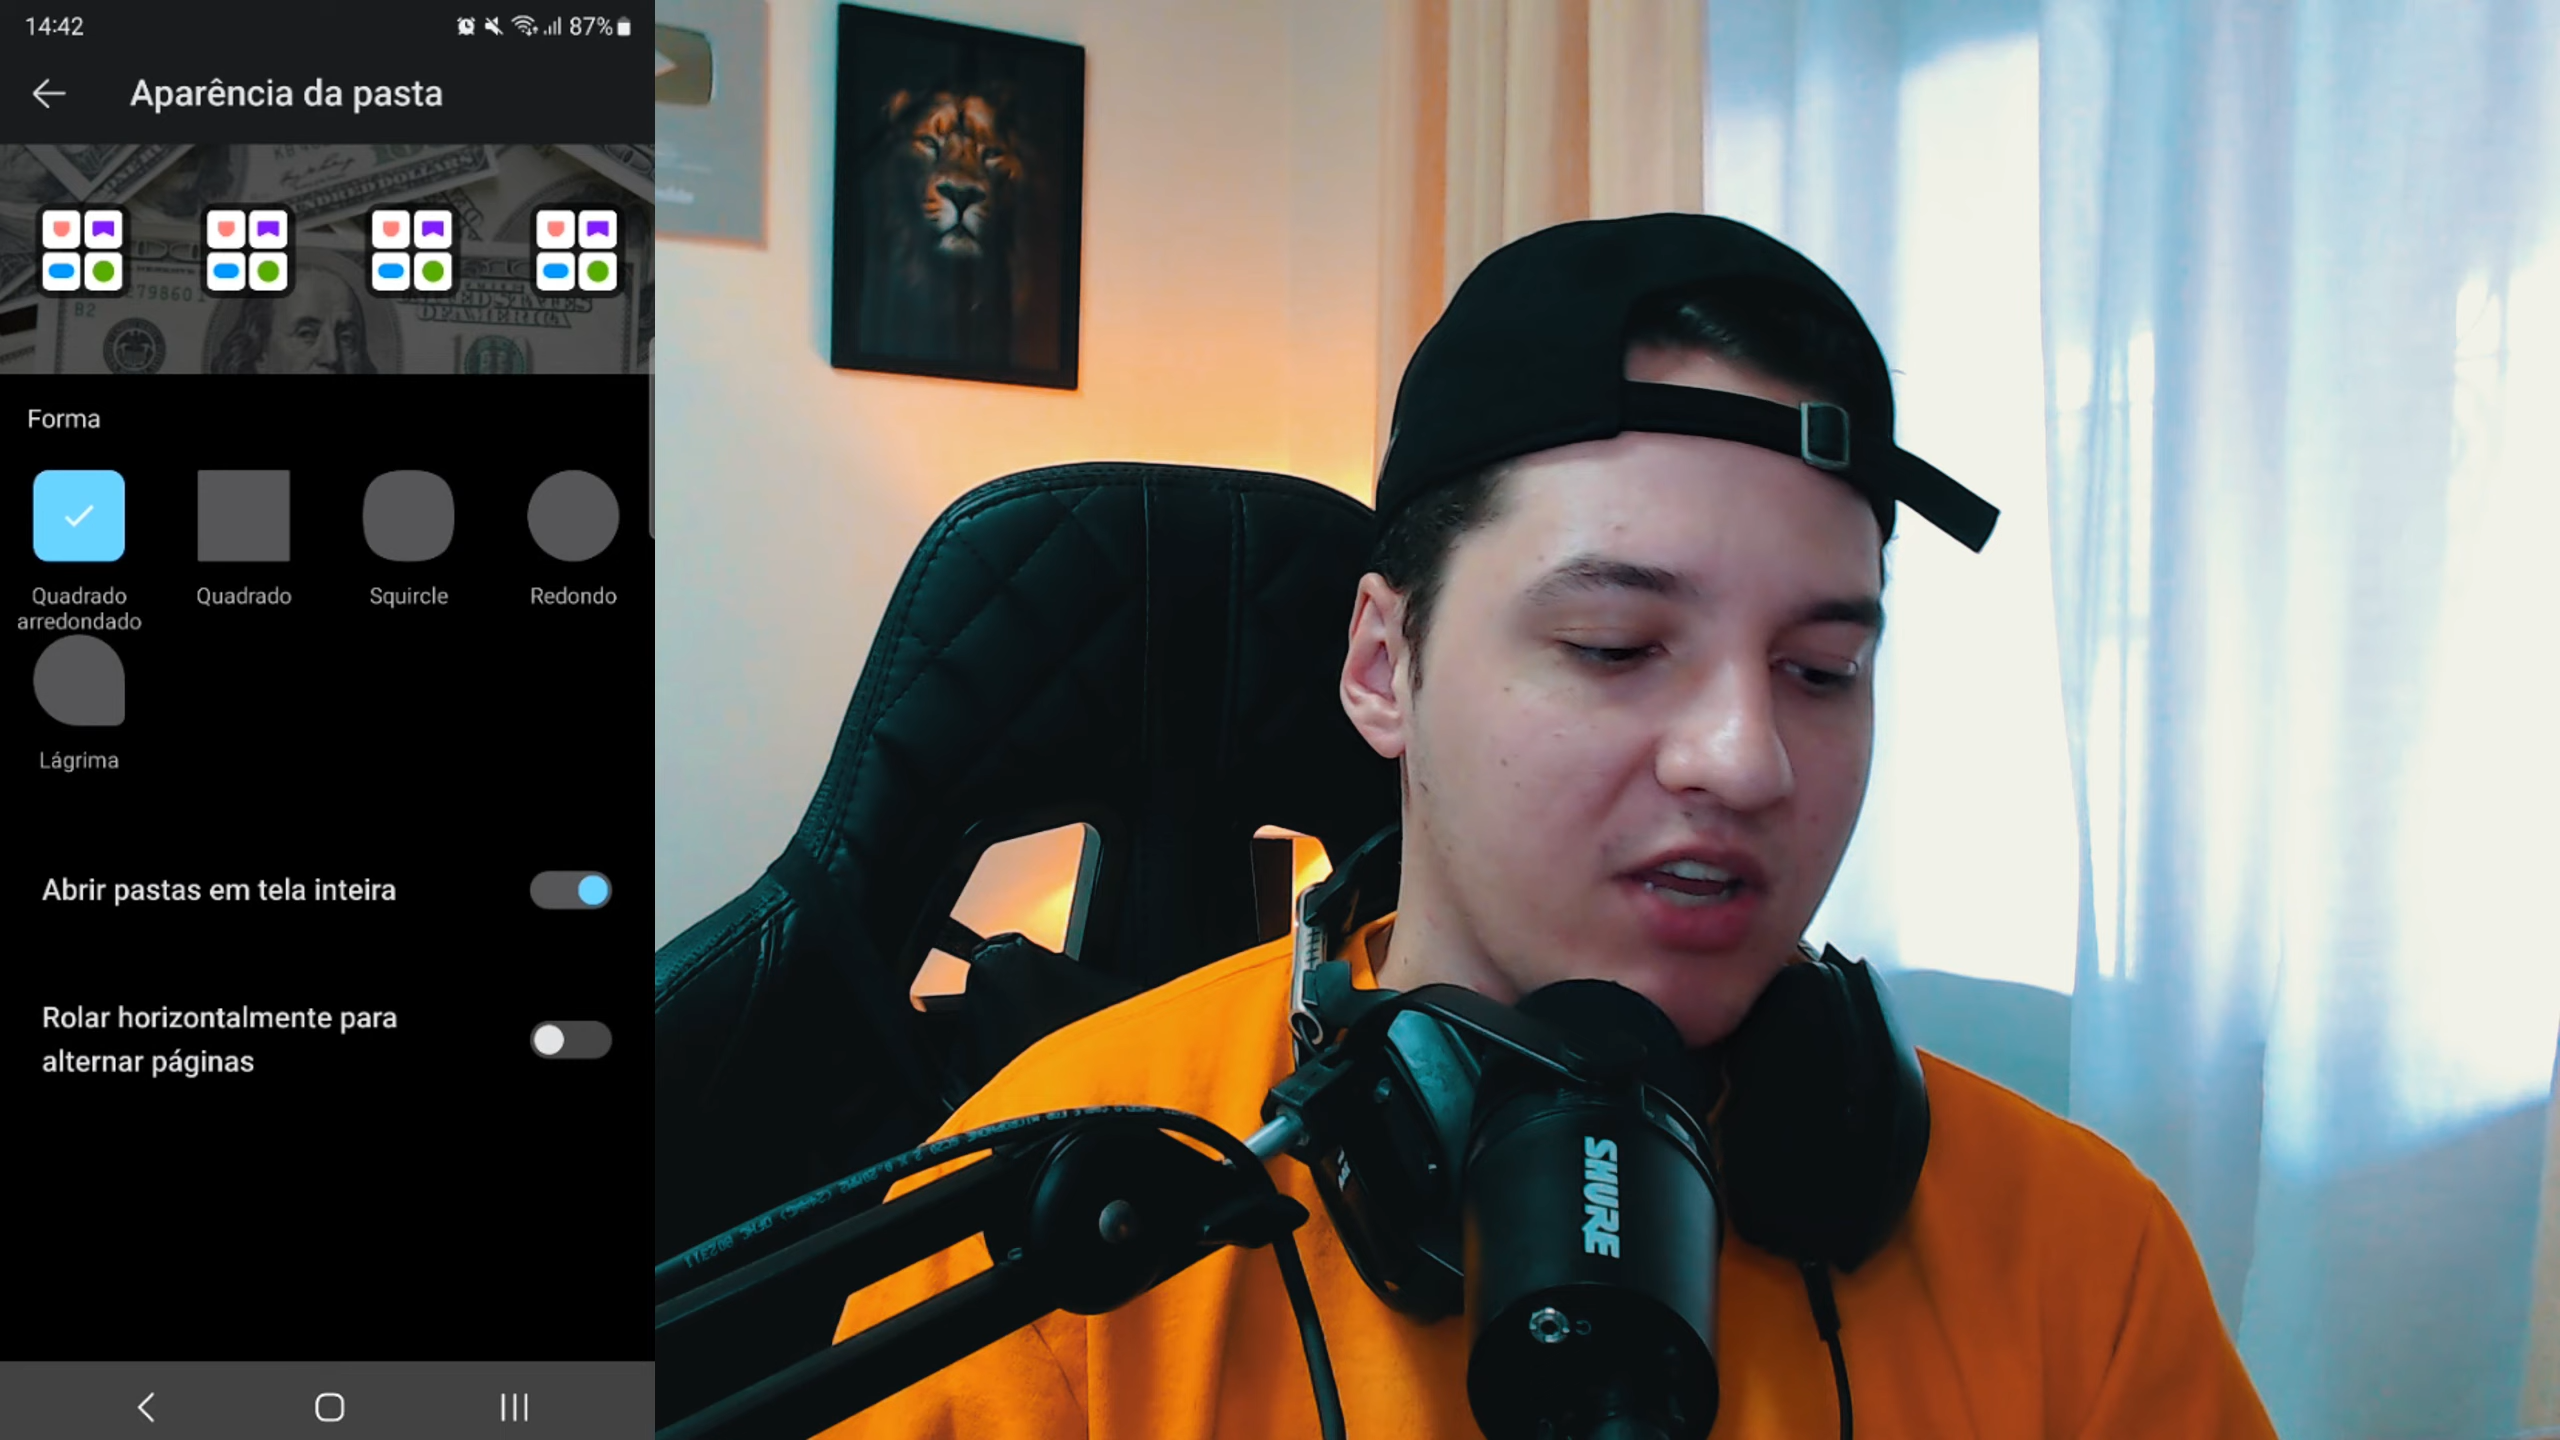 14:42
87%
Aparência da pasta
Forma
Quadrado
arredondado
Quadrado
Squircle
Redondo
Lágrima
Abrir pastas em tela inteira
Rolar horizontalmente para
alternar páginas
SHURE